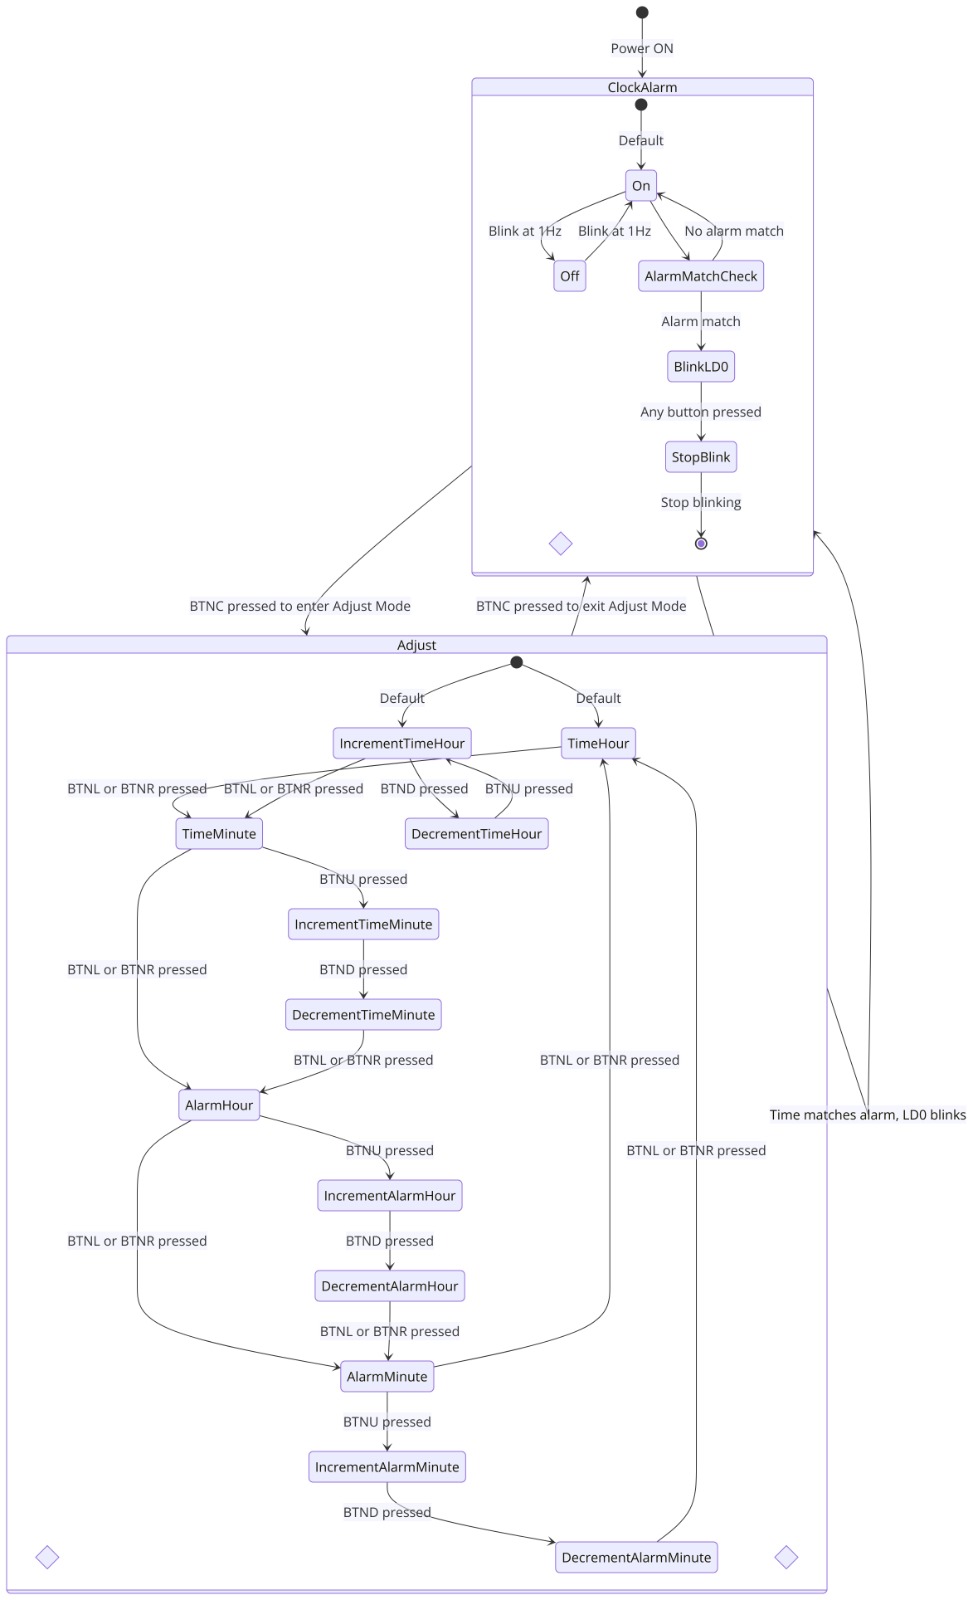 Power ON
ClockAlarm
Default
On
Blink at 1Hz
Blink at 1Hz
No alarm match
Off
AlarmMatchCheck
Alarm match
BlinkLD0
Any button pressed
StopBlink
Stop blinking
BTNC pressed to enter Adjust Mode
BTNC pressed to exit Adjust Mode
Adjust
Default
Default
IncrementTimeHour
TimeHour
BTNL or BTNR pressed
BTNL or BTNR pressed
BTND pressed
BTNU pressed
TimeMinute
DecrementTimeHour
BTNU pressed
IncrementTimeMinute
BTNL or BTNR pressed
BTND pressed
DecrementTimeMinute
BTNL or BTNR pressed
BTNL or BTNR pressed
AlarmHour
Time matches alarm, LD0 blinks
BTNU pressed
BTNL or BTNR pressed
IncrementAlarmHour
BTNL or BTNR pressed
BTND pressed
DecrementAlarmHour
BTNL or BTNR pressed
AlarmMinute
BTNU pressed
IncrementAlarmMinute
BTND pressed
DecrementAlarmMinute